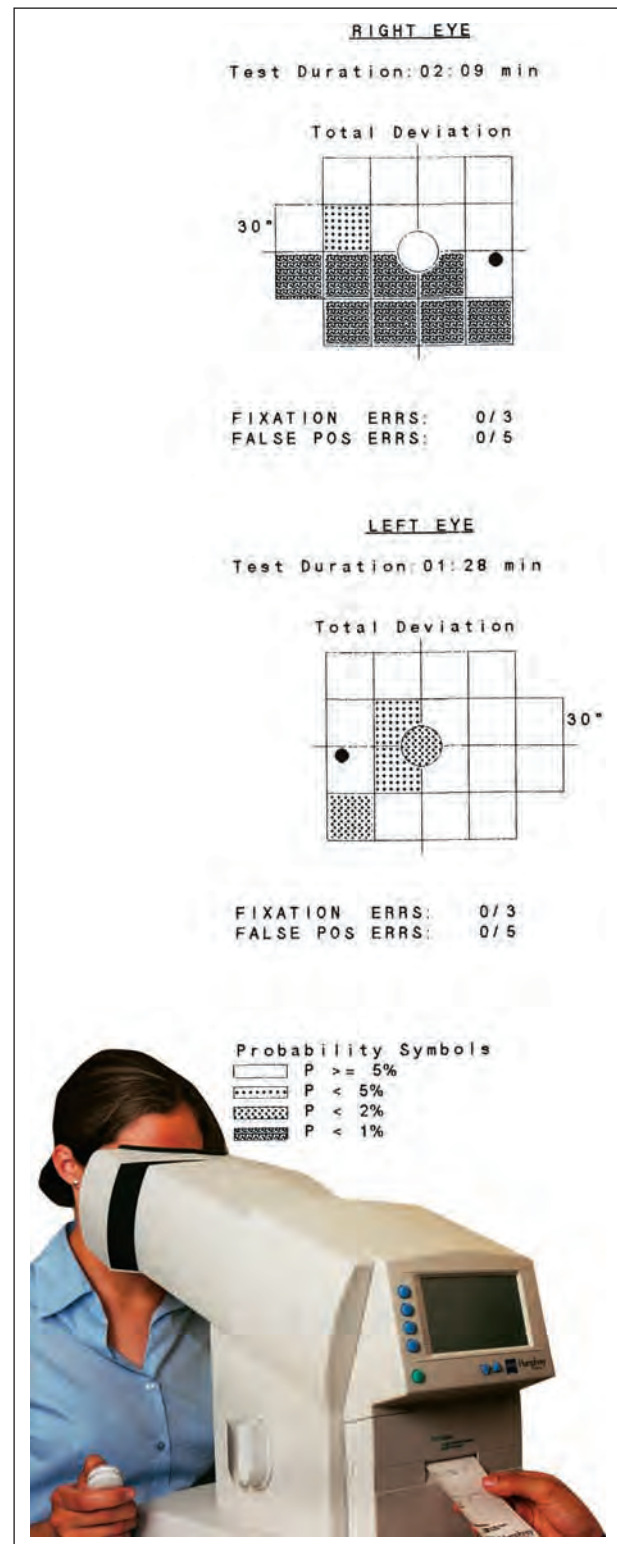 RIGHT EYE
Test Duration:02:09 min
Total Deviation
30°
FIXATION ERRS: 0/3
FALSE POS ERRS: 0/5
LEFT EYE
Test Duration:01:28 min
Total Deviation
30°
FIXATION ERRS: 0/3
FALSE POS ERRS: 0/5
Probability Symbols
P >= 5%
P < 5%
P < 2%
P < 1%
Humphrey